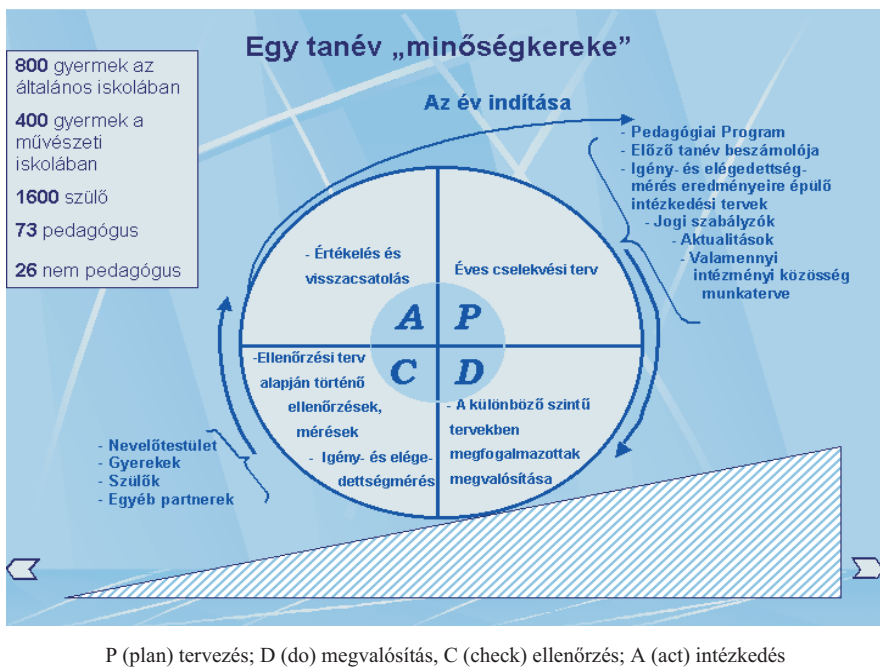 Egy tanév „minőségkereke”
800 gyermek az
általános iskolában
400 gyermek a
művészeti
iskolában
1600 szülő
73 pedagógus
26 nem pedagógus
Az év indítása
- Pedagógiai Program
- Előző tanév beszámolója
- Igény- és elégedettség-
mérés eredményeire épülő
intézkedési tervek
- Jogi szabályzók
- Aktualitások
- Valamennyi
intézményi közösség
munkaterve
- Értékelés és
visszacsatolás
Éves cselekvési terv
A P
C D
-Ellenőrzési terv
alapján történő
ellenőrzések,
mérések
- Igény- és elége-
dettségmérés
- A különböző szintű
tervekben
megfogalmazottak
megvalósítása
- Nevelőtestület
- Gyerekek
- Szülők
- Egyéb partnerek
P (plan) tervezés; D (do) megvalósítás, C (check) ellenőrzés; A (act) intézkedés